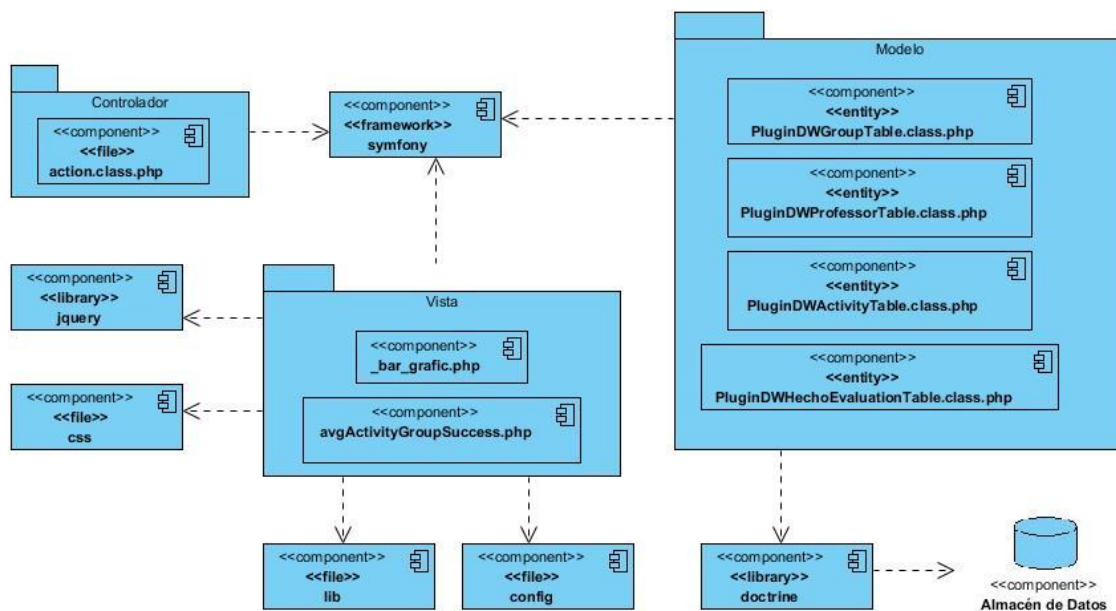 Controlador
<<component>>
<<file>>
action.class.php
<<component>>
<<framework>>
symfony
Modelo
<<component>>
<<entity>>
PluginDWGroupTable.class.php
<<component>>
<<entity>>
PluginDWProfessorTable.class.php
<<component>>
<<entity>>
PluginDWActivityTable.class.php
<<component>>
<<entity>>
PluginDWHechoEvaluationTable.class.php
<<component>>
<<library>>
jquery
<<component>>
<<file>>
css
Vista
<<component>>
_bar_grafic.php
<<component>>
avgActivityGroupSuccess.php
<<component>>
<<file>>
lib
<<component>>
<<file>>
config
<<component>>
<<library>>
doctrine
<<component>>
Almacén de Datos